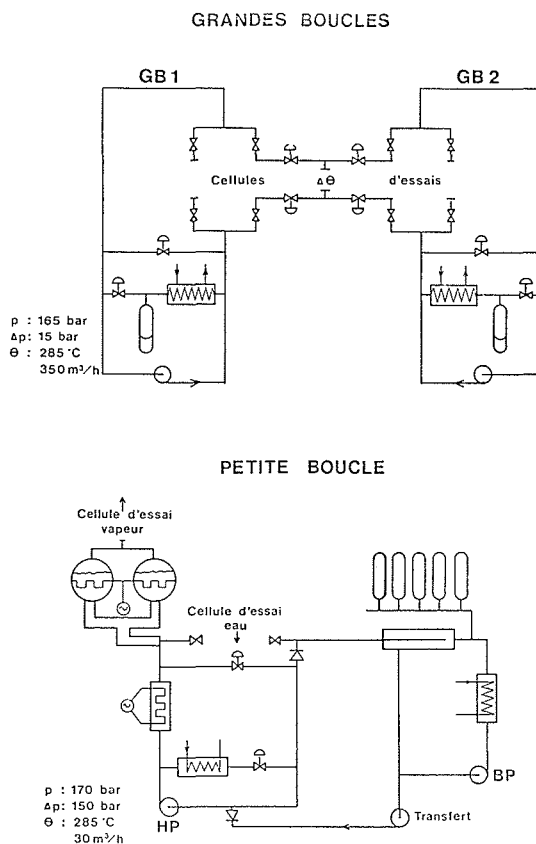 GRANDES BOUCLES
GB 1
GB 2
Cellules
Δθ
d'essais
p : 165 bar
Δp: 15 bar
θ : 285 °C
350 m³/h
PETITE BOUCLE
Cellule d'essai
vapeur
Cellule d'essai
eau
p : 170 bar
Δp: 150 bar
θ : 285 °C
30 m³/h
HP
BP
Transfert